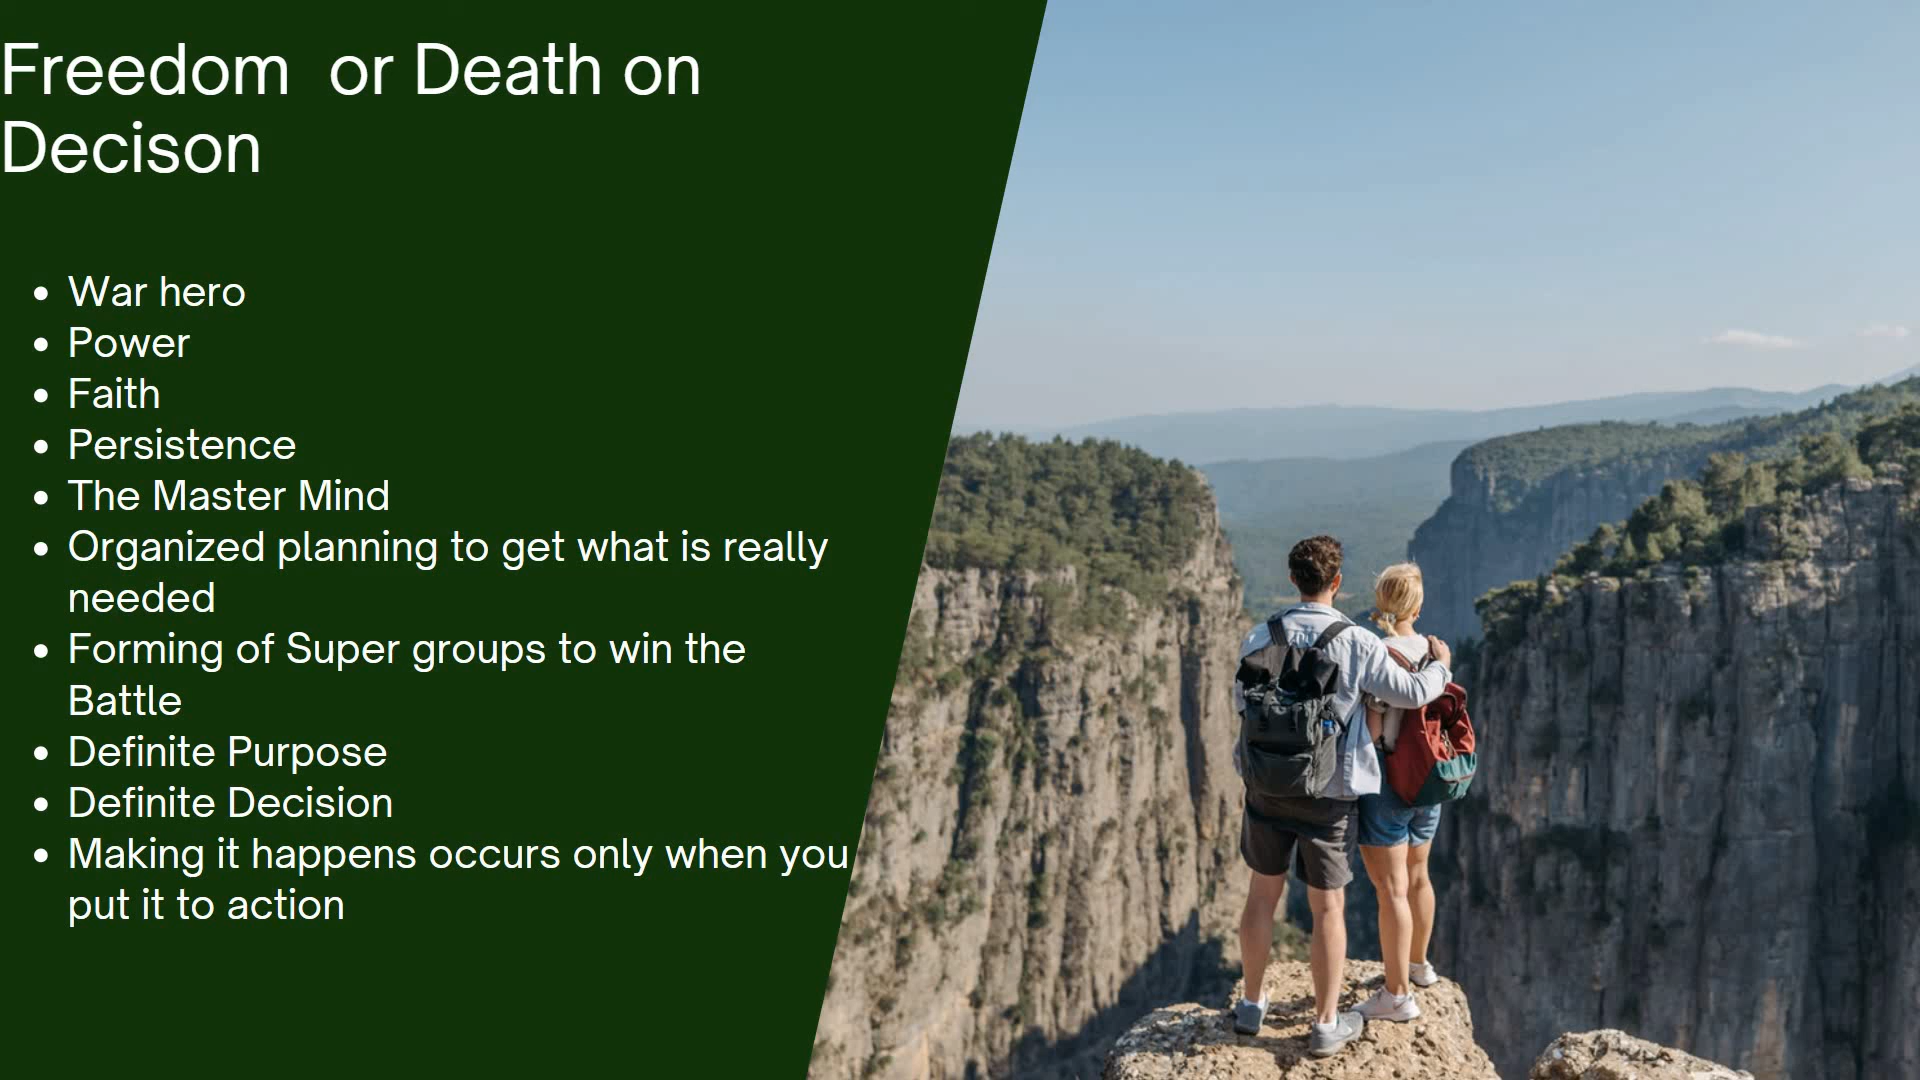 Freedom  or Death on
Decison
• War hero
• Power
• Faith
• Persistence
• The Master Mind
• Organized planning to get what is really
needed
• Forming of Super groups to win the
Battle
• Definite Purpose
• Definite Decision
• Making it happens occurs only when you
put it to action